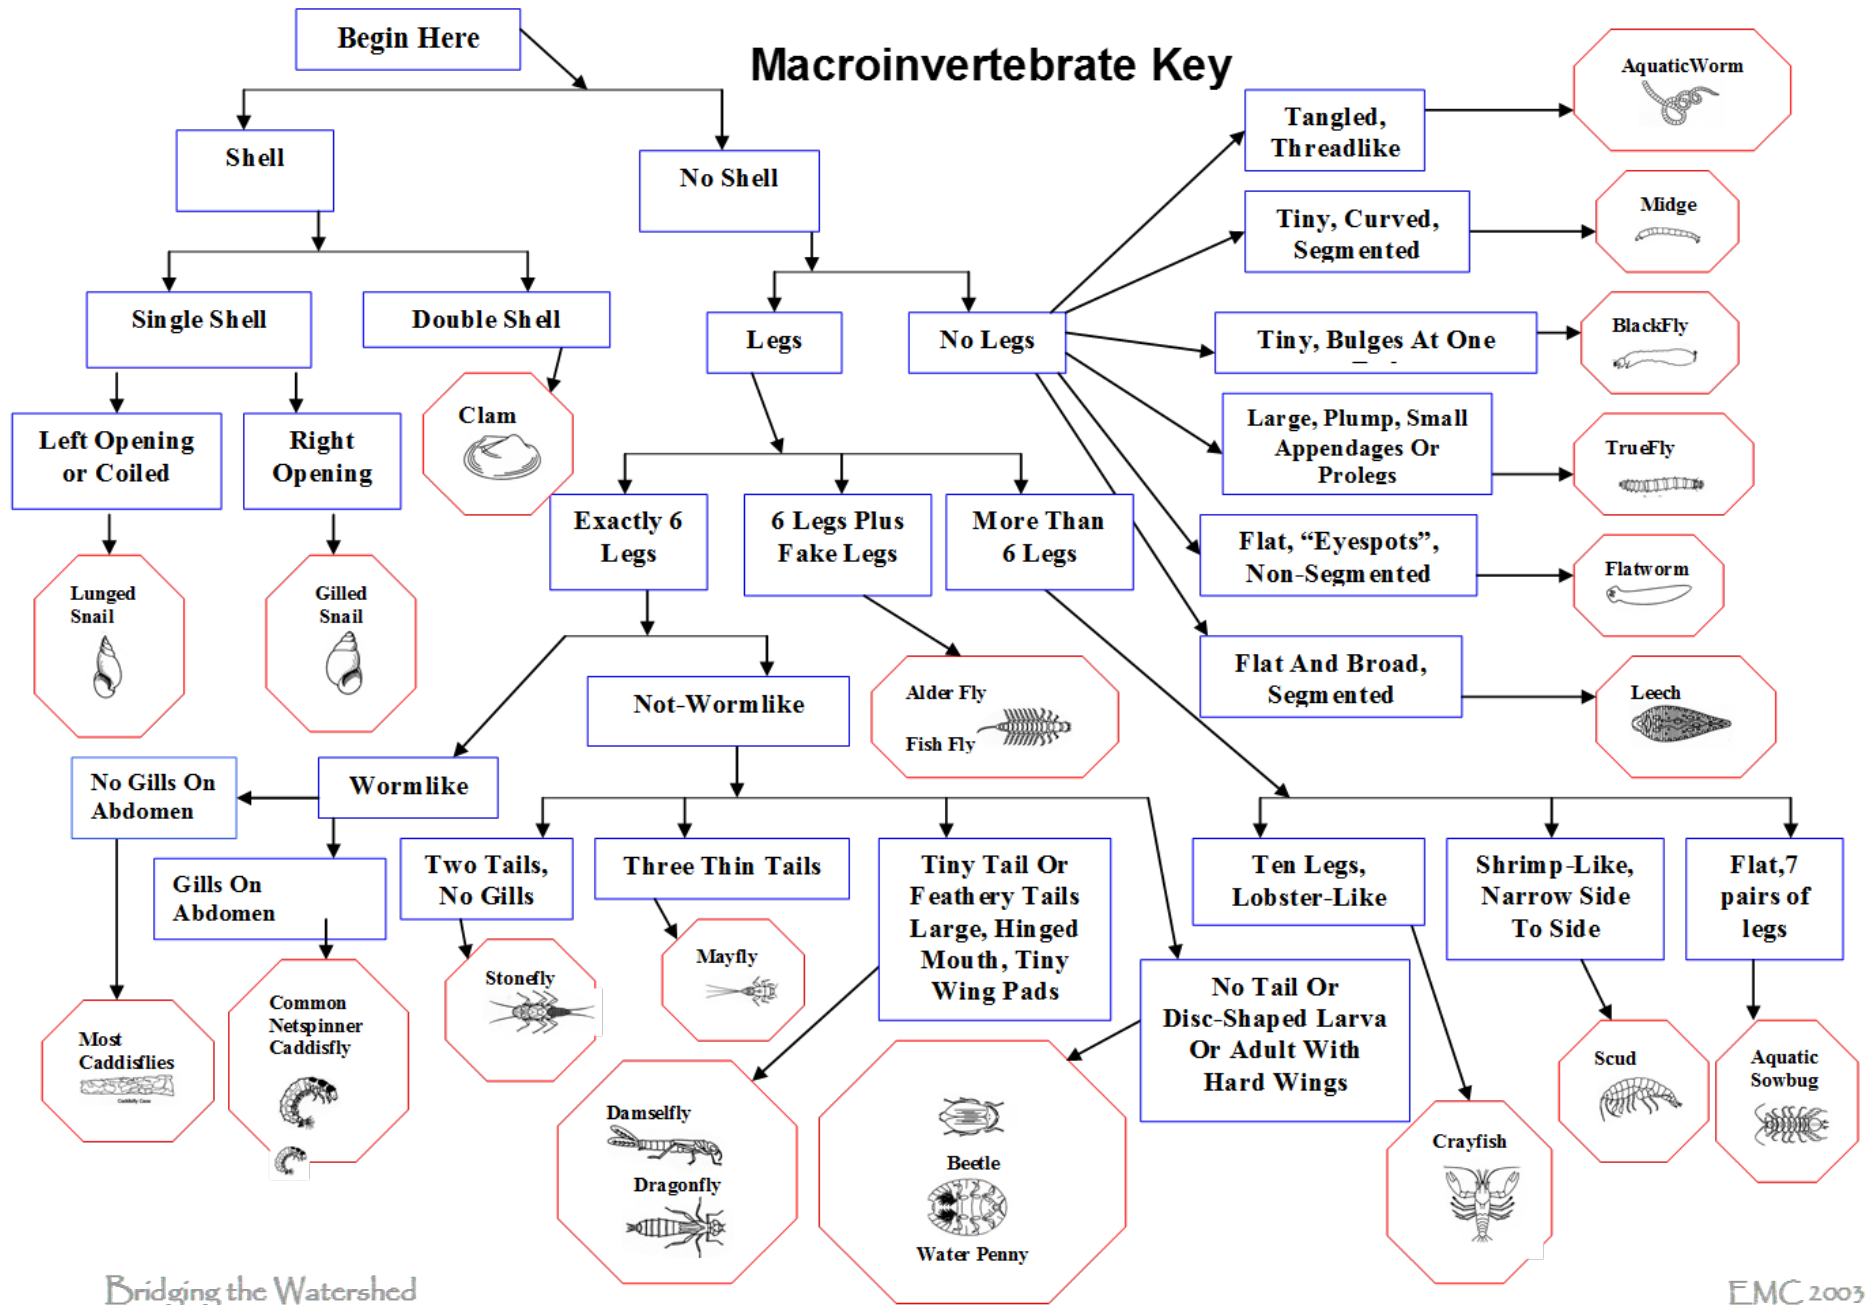 Begin Here
Macroinvertebrate Key
Shell
No Shell
Single Shell
Double Shell
Legs
No Legs
Left Opening
or Coiled
Right
Opening
Clam
Lunged
Snail
Gilled
Snail
Exactly 6
Legs
6 Legs Plus
Fake Legs
More Than
6 Legs
Tangled,
Threadlike
AquaticWorm
Tiny, Curved,
Segmented
Midge
Tiny, Bulges At One
BlackFly
Large, Plump, Small
Appendages Or
Prolegs
TrueFly
Flat, “Eyespots”,
Non-Segmented
Flatworm
Flat And Broad,
Segmented
Leech
Not-Wormlike
Alder Fly
Fish Fly
Wormlike
No Gills On
Abdomen
Gills On
Abdomen
Most
Caddisflies
Caddisfly Case
Common
Netspinner
Caddisfly
Two Tails,
No Gills
Stonefly
Three Thin Tails
Mayfly
Tiny Tail Or
Feathery Tails
Large, Hinged
Mouth, Tiny
Wing Pads
Damselfly
Dragonfly
No Tail Or
Disc-Shaped Larva
Or Adult With
Hard Wings
Beetle
Water Penny
Ten Legs,
Lobster-Like
Crayfish
Shrimp-Like,
Narrow Side
To Side
Scud
Flat,7
pairs of
legs
Aquatic
Sowbug
Bridging the Watershed
EMC 2003